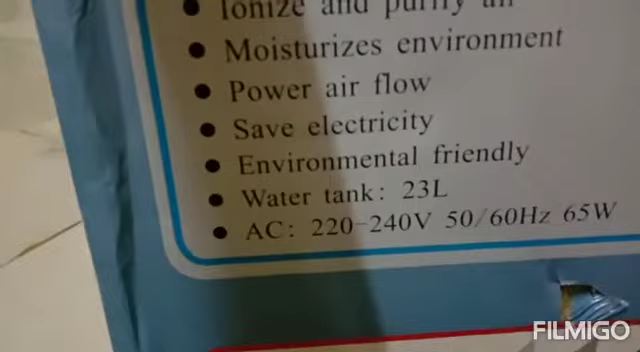 Ionize and purify air
Moisturizes environment
Power air flow
Save electricity
Environmental friendly
Water tank: 23L
AC: 220-240V 50/60Hz 65W
FILMIGO